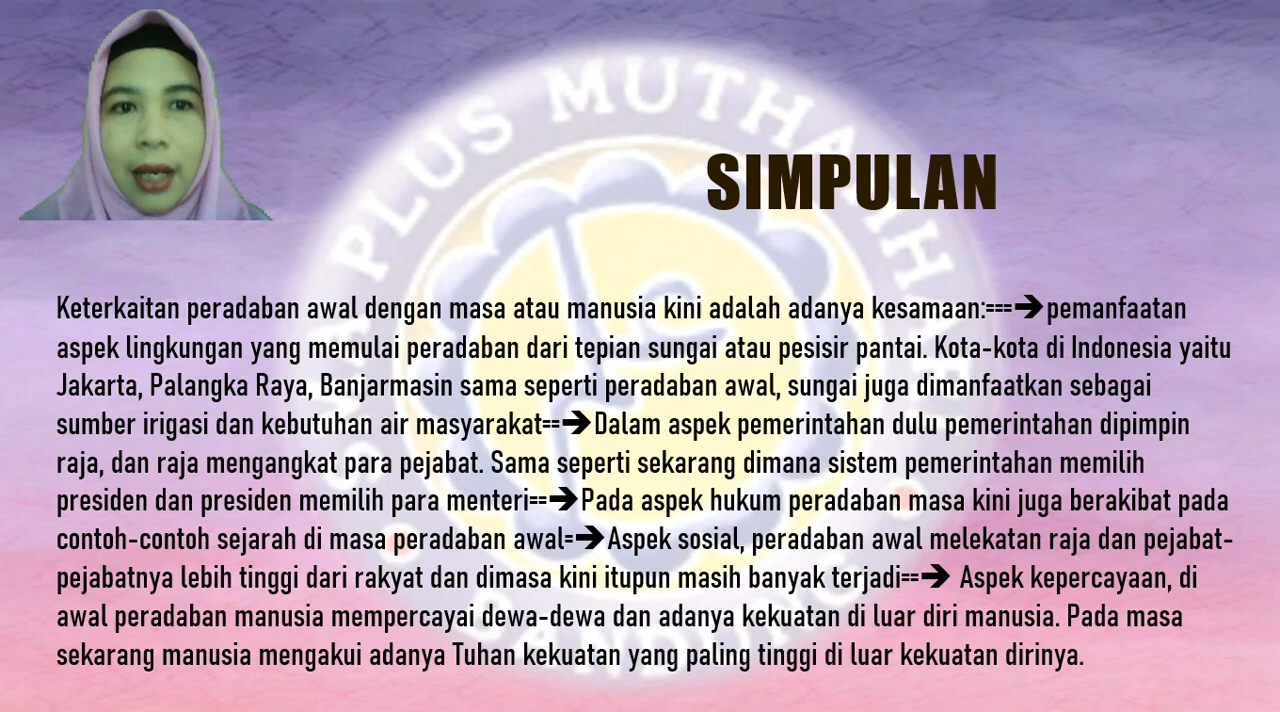 PLUS MUTHAHHARI
SIMPULAN
Keterkaitan peradaban awal dengan masa atau manusia kini adalah adanya kesamaan:===➔pemanfaatan
aspek lingkungan yang memulai peradaban dari tepian sungai atau pesisir pantai. Kota-kota di Indonesia yaitu
Jakarta, Palangka Raya, Banjarmasin sama seperti peradaban awal, sungai juga dimanfaatkan sebagai
sumber irigasi dan kebutuhan air masyarakat==➔Dalam aspek pemerintahan dulu pemerintahan dipimpin
raja, dan raja mengangkat para pejabat. Sama seperti sekarang dimana sistem pemerintahan memilih
presiden dan presiden memilih para menteri==➔Pada aspek hukum peradaban masa kini juga berakibat pada
contoh-contoh sejarah di masa peradaban awal=➔Aspek sosial, peradaban awal melekatan raja dan pejabat-
pejabatnya lebih tinggi dari rakyat dan dimasa kini itupun masih banyak terjadi==➔ Aspek kepercayaan, di
awal peradaban manusia mempercayai dewa-dewa dan adanya kekuatan di luar diri manusia. Pada masa
sekarang manusia mengakui adanya Tuhan kekuatan yang paling tinggi di luar kekuatan dirinya.
BANDUNG